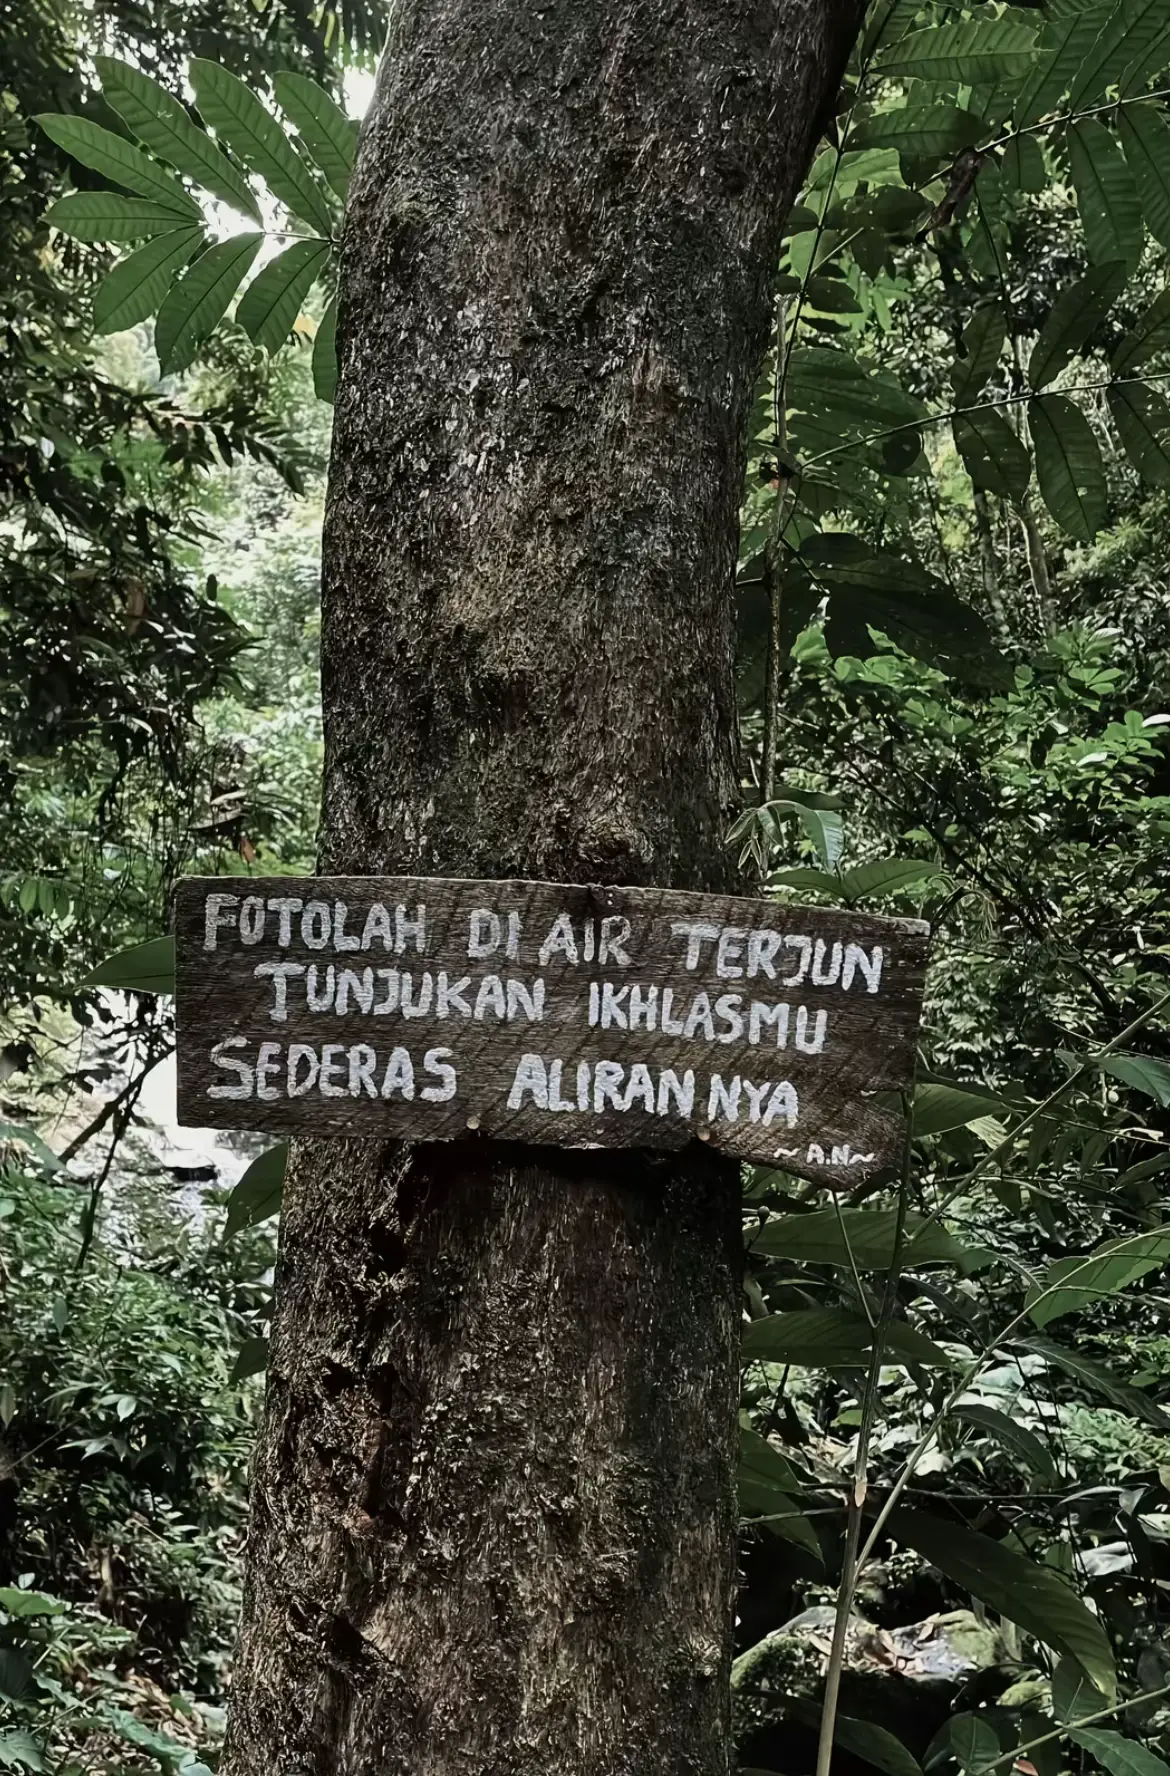 FOTOLAH DI AIR TERJUN
TUNJUKAN IKHLASMU
SEDERAS ALIRAN NYA
~ A.N~